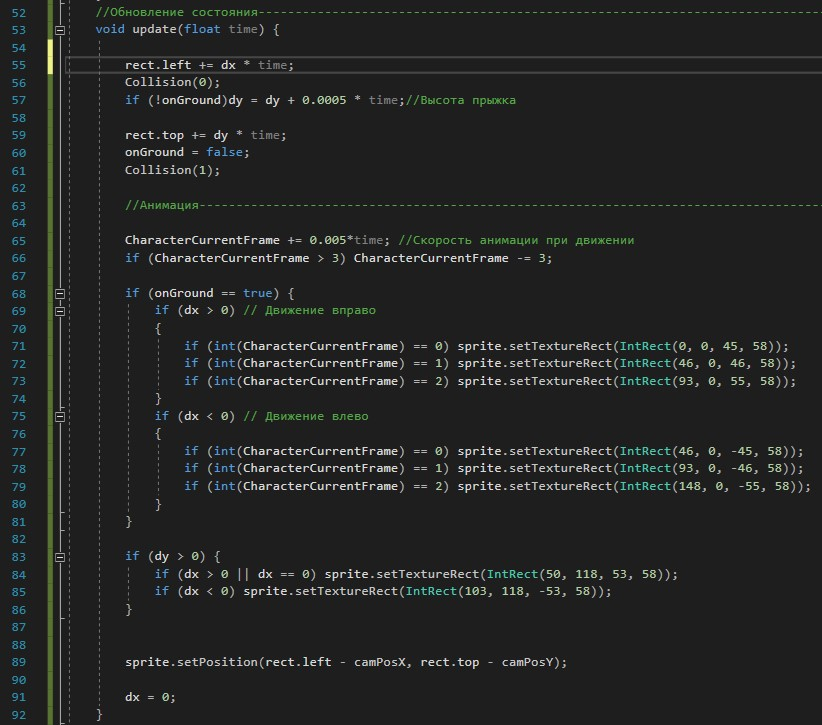 52 //Обновление состояния--------------------------------------------------------------------------------
53 void update(float time) {
54
55 rect.left += dx * time;
56 Collision(0);
57 if (!onGround)dy = dy + 0.0005 * time;//Высота прыжка
58
59 rect.top += dy * time;
60 onGround = false;
61 Collision(1);
62
63 //Анимация------------------------------------------------------------------------------------
64
65 CharacterCurrentFrame += 0.005*time; //Скорость анимации при движении
66 if (CharacterCurrentFrame > 3) CharacterCurrentFrame -= 3;
67
68 if (onGround == true) {
69 if (dx > 0) // Движение вправо
70 {
71 if (int(CharacterCurrentFrame) == 0) sprite.setTextureRect(IntRect(0, 0, 45, 58));
72 if (int(CharacterCurrentFrame) == 1) sprite.setTextureRect(IntRect(46, 0, 46, 58));
73 if (int(CharacterCurrentFrame) == 2) sprite.setTextureRect(IntRect(93, 0, 55, 58));
74 }
75 if (dx < 0) // Движение влево
76 {
77 if (int(CharacterCurrentFrame) == 0) sprite.setTextureRect(IntRect(46, 0, -45, 58));
78 if (int(CharacterCurrentFrame) == 1) sprite.setTextureRect(IntRect(93, 0, -46, 58));
79 if (int(CharacterCurrentFrame) == 2) sprite.setTextureRect(IntRect(148, 0, -55, 58));
80 }
81 }
82
83 if (dy > 0) {
84 if (dx > 0 || dx == 0) sprite.setTextureRect(IntRect(50, 118, 53, 58));
85 if (dx < 0) sprite.setTextureRect(IntRect(103, 118, -53, 58));
86 }
87
88
89 sprite.setPosition(rect.left - camPosX, rect.top - camPosY);
90
91 dx = 0;
92 }